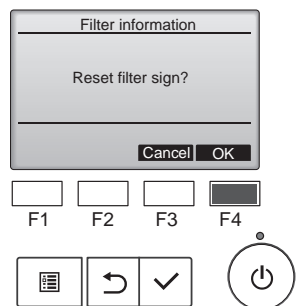 Filter information
Reset filter sign?
Cancel OK
F1 F2 F3 F4